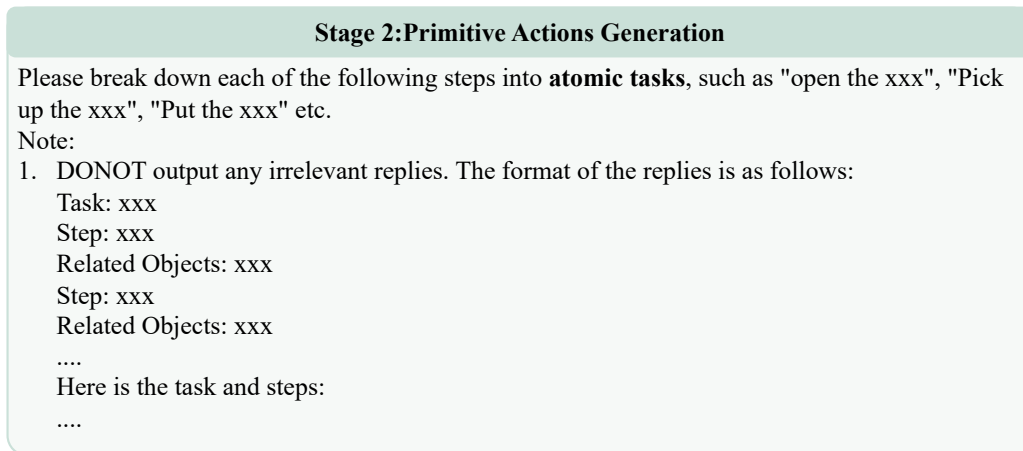 Stage 2:Primitive Actions Generation
Please break down each of the following steps into atomic tasks, such as "open the xxx", "Pick
up the xxx", "Put the xxx" etc.
Note:
1. DONOT output any irrelevant replies. The format of the replies is as follows:
Task: xxx
Step: xxx
Related Objects: xxx
Step: xxx
Related Objects: xxx
....
Here is the task and steps:
....